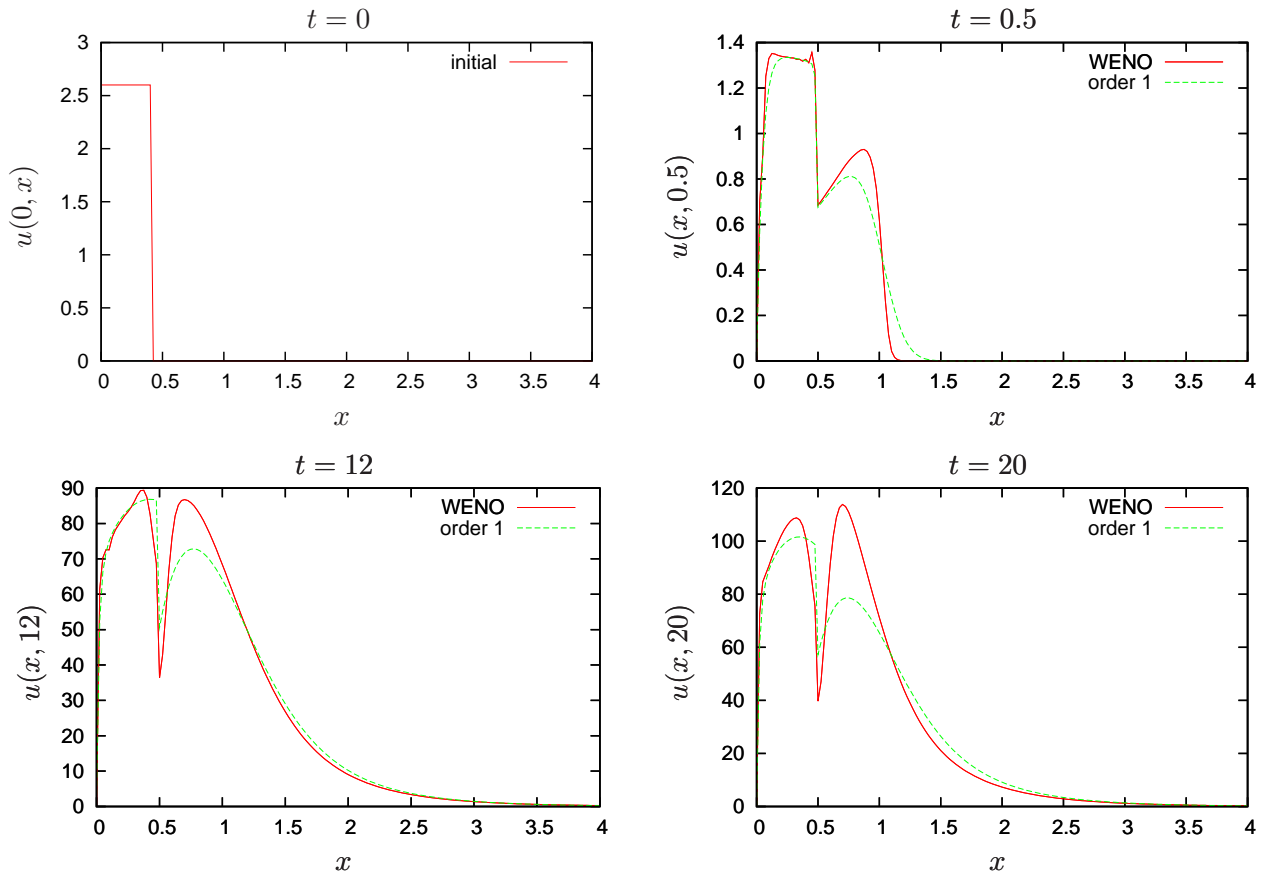 t = 0
initial
u(0, x)
3
2.5
2
1.5
1
0.5
0
0 0.5 1 1.5 2 2.5 3 3.5 4
x
t = 0.5
WENO
order 1
u(x, 0.5)
1.4
1.2
1
0.8
0.6
0.4
0.2
0
0 0.5 1 1.5 2 2.5 3 3.5 4
x
t = 12
WENO
order 1
u(x, 12)
90
80
70
60
50
40
30
20
10
0
0 0.5 1 1.5 2 2.5 3 3.5 4
x
t = 20
WENO
order 1
u(x, 20)
120
100
80
60
40
20
0
0 0.5 1 1.5 2 2.5 3 3.5 4
x